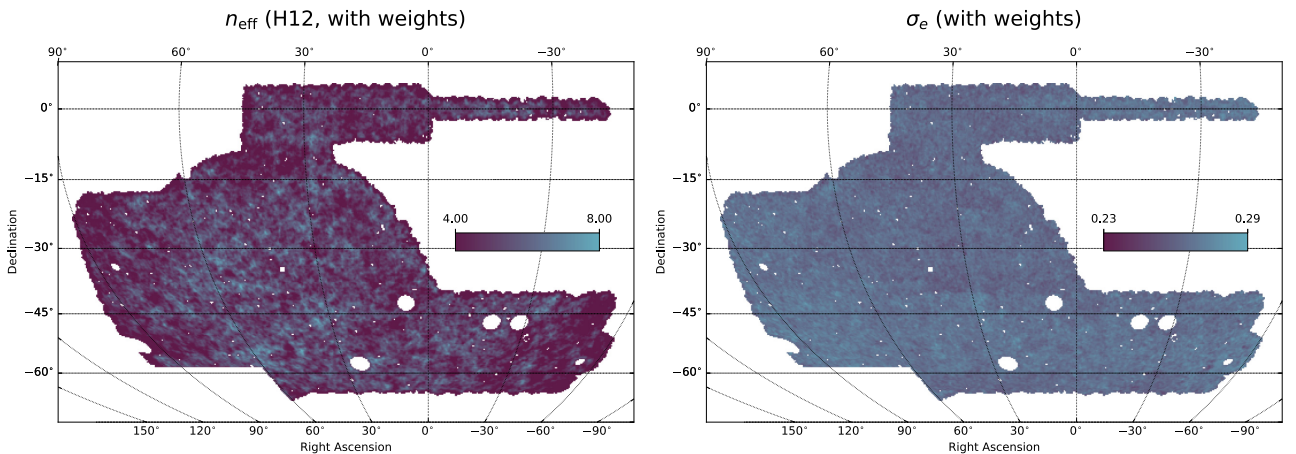 n_eff (H12, with weights)
90° 60° 30° 0° −30°
0°
−15°
−30°
−45°
−60°
Declination
4.00 8.00
150° 120° 90° 60° 30° 0° −30° −60° −90°
Right Ascension
σ_e (with weights)
90° 60° 30° 0° −30°
0°
−15°
−30°
−45°
−60°
Declination
0.23 0.29
150° 120° 90° 60° 30° 0° −30° −60° −90°
Right Ascension